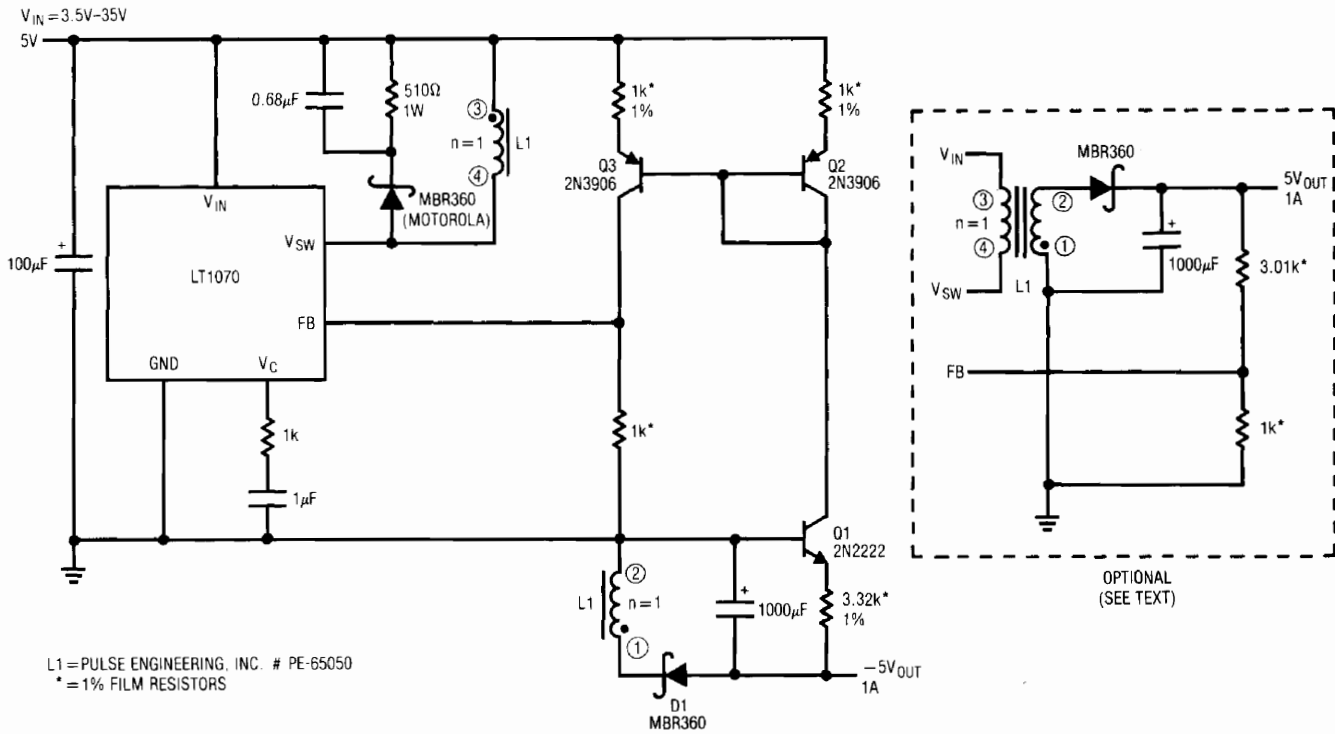 V_IN = 3.5V–35V
5V
100µF
+
0.68µF
510Ω
1W
MBR360
(MOTOROLA)
③
n=1
L1
④
V_IN
V_SW
LT1070
FB
GND
V_C
1k
1µF
1k*
1%
Q3
2N3906
1k*
1%
Q2
2N3906
1k*
Q1
2N2222
3.32k*
1%
+
1000µF
L1
②
n=1
①
D1
MBR360
–5V_OUT
1A
L1=PULSE ENGINEERING, INC. # PE-65050
*=1% FILM RESISTORS
V_IN
③
n=1
④
V_SW
L1
②
①
MBR360
+
1000µF
5V_OUT
1A
3.01k*
FB
1k*
OPTIONAL
(SEE TEXT)